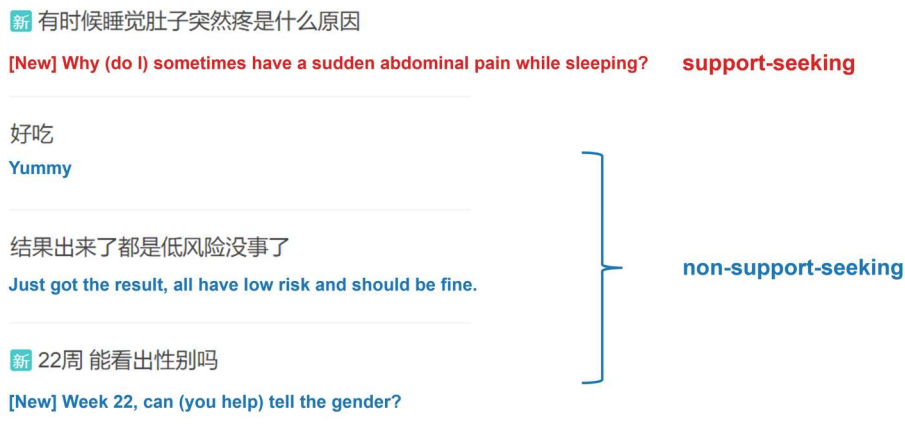 新 有时候睡觉肚子突然疼是什么原因
[New] Why (do I) sometimes have a sudden abdominal pain while sleeping? support-seeking
好吃
Yummy
结果出来了都是低风险没事了
Just got the result, all have low risk and should be fine.
non-support-seeking
新 22周 能看出性别吗
[New] Week 22, can (you help) tell the gender?